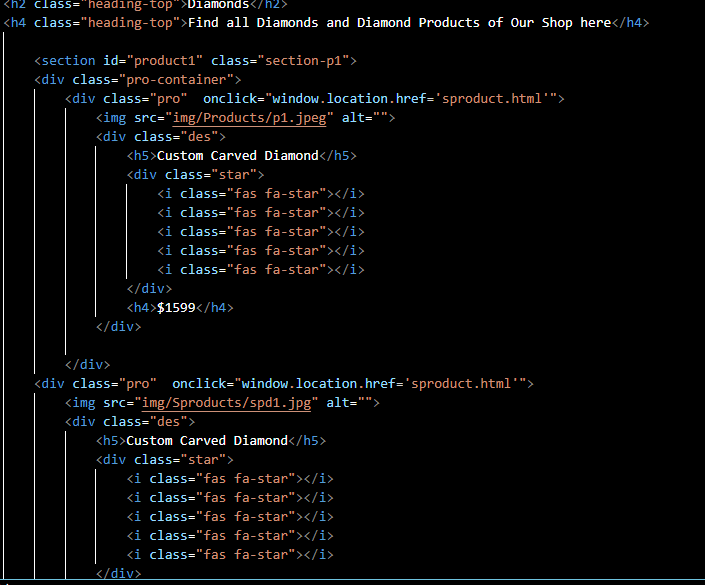 <h2 class="heading-top">Diamonds</h2>
<h4 class="heading-top">Find all Diamonds and Diamond Products of Our Shop here</h4>
<section id="product1" class="section-p1">
<div class="pro-container">
<div class="pro"  onclick="window.location.href='sproduct.html'">
<img src="img/Products/p1.jpeg" alt="">
<div class="des">
<h5>Custom Carved Diamond</h5>
<div class="star">
<i class="fas fa-star"></i>
<i class="fas fa-star"></i>
<i class="fas fa-star"></i>
<i class="fas fa-star"></i>
<i class="fas fa-star"></i>
</div>
<h4>$1599</h4>
</div>
</div>
<div class="pro"  onclick="window.location.href='sproduct.html'">
<img src="img/Sproducts/spd1.jpg" alt="">
<div class="des">
<h5>Custom Carved Diamond</h5>
<div class="star">
<i class="fas fa-star"></i>
<i class="fas fa-star"></i>
<i class="fas fa-star"></i>
<i class="fas fa-star"></i>
<i class="fas fa-star"></i>
</div>